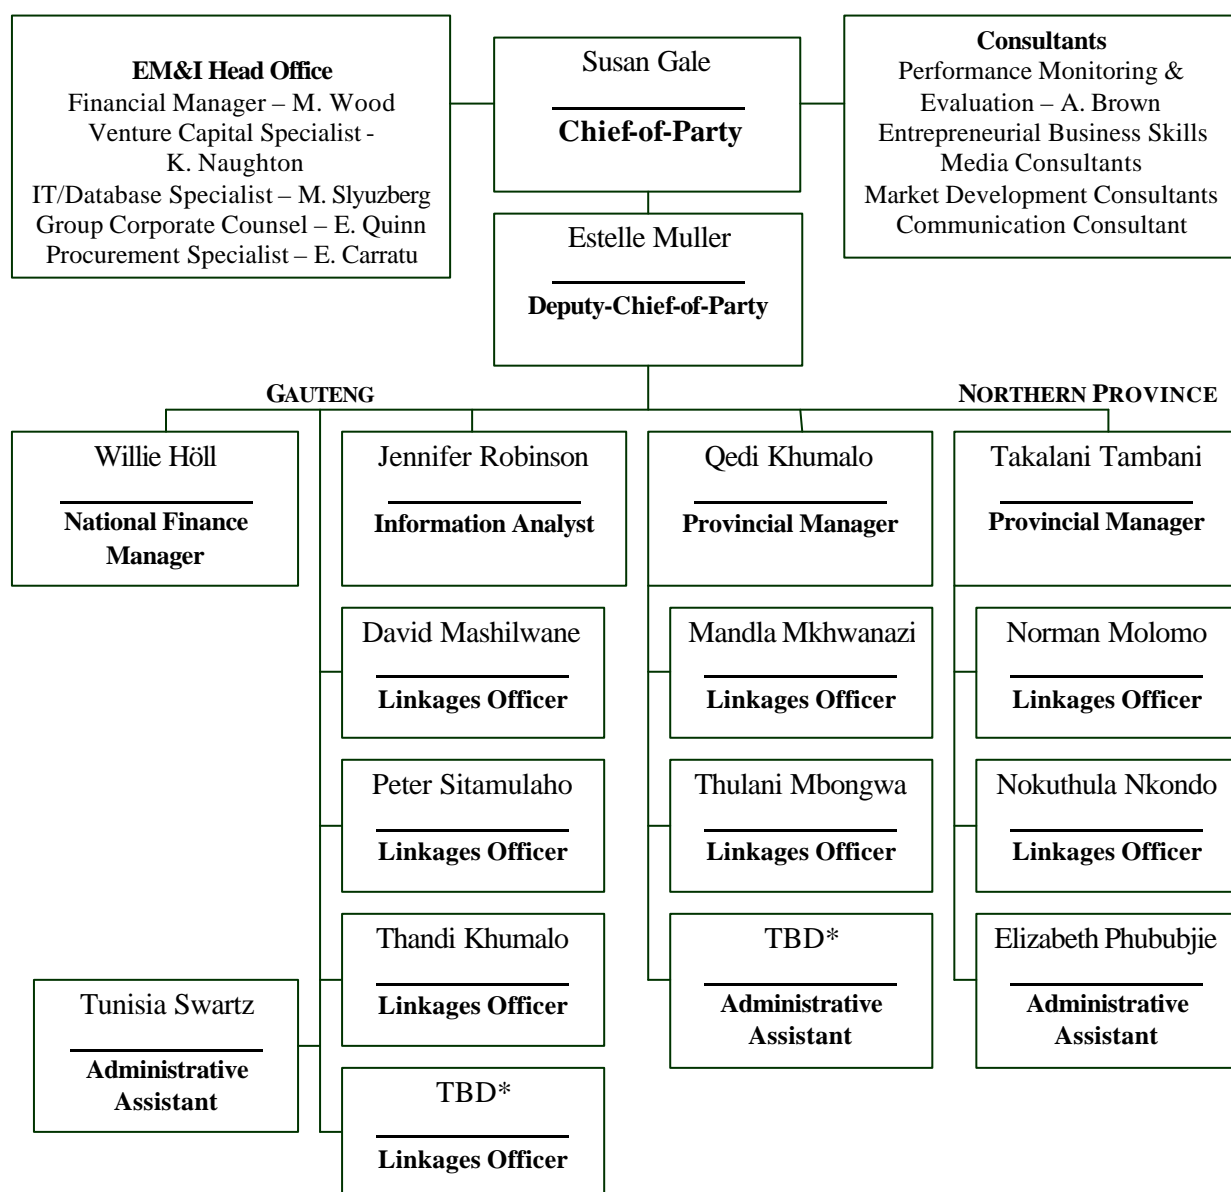 EM&I Head Office
Financial Manager – M. Wood
Venture Capital Specialist -
K. Naughton
IT/Database Specialist – M. Slyuzberg
Group Corporate Counsel – E. Quinn
Procurement Specialist – E. Carratu
Susan Gale
Chief-of-Party
Consultants
Performance Monitoring &
Evaluation – A. Brown
Entrepreneurial Business Skills
Media Consultants
Market Development Consultants
Communication Consultant
Estelle Muller
Deputy-Chief-of-Party
GAUTENG
NORTHERN PROVINCE
Willie Höll
National Finance
Manager
Jennifer Robinson
Information Analyst
Qedi Khumalo
Provincial Manager
Takalani Tambani
Provincial Manager
David Mashilwane
Linkages Officer
Mandla Mkhwanazi
Linkages Officer
Norman Molomo
Linkages Officer
Peter Sitamulaho
Linkages Officer
Thulani Mbongwa
Linkages Officer
Nokuthula Nkondo
Linkages Officer
Thandi Khumalo
Linkages Officer
TBD*
Administrative
Assistant
Elizabeth Phububjie
Administrative
Assistant
Tunisia Swartz
Administrative
Assistant
TBD*
Linkages Officer